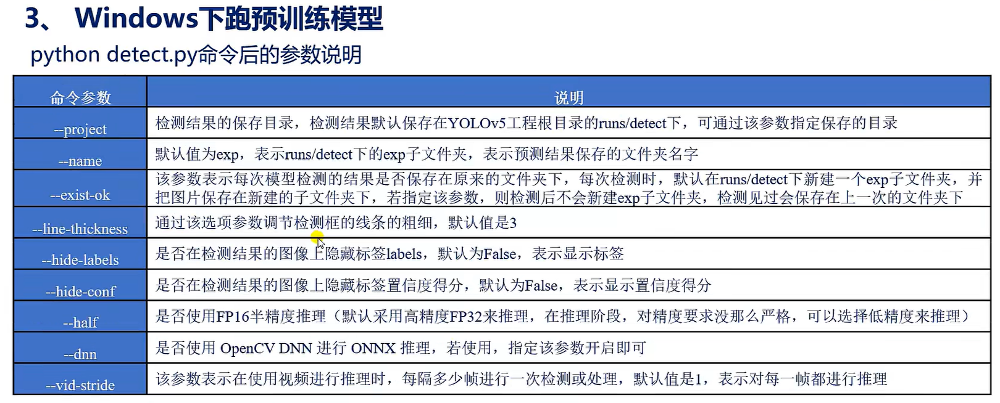 3、 Windows下跑预训练模型
python detect.py命令后的参数说明
命令参数 说明
--project 检测结果的保存目录，检测结果默认保存在YOLOv5工程根目录的runs/detect下，可通过该参数指定保存的目录
--name 默认值为exp，表示runs/detect下的exp子文件夹，表示预测结果保存的文件夹名字
--exist-ok 该参数表示每次模型检测的结果是否保存在原来的文件夹下，每次检测时，默认在runs/detect下新建一个exp子文件夹，并
把图片保存在新建的子文件夹下，若指定该参数，则检测后不会新建exp子文件夹，检测见过会保存在上一次的文件夹下
--line-thickness 通过该选项参数调节检测框的线条的粗细，默认值是3
--hide-labels 是否在检测结果的图像上隐藏标签labels，默认为False，表示显示标签
--hide-conf 是否在检测结果的图像上隐藏标签置信度得分，默认为False，表示显示置信度得分
--half 是否使用FP16半精度推理（默认采用高精度FP32来推理，在推理阶段，对精度要求没那么严格，可以选择低精度来推理）
--dnn 是否使用 OpenCV DNN 进行 ONNX 推理，若使用，指定该参数开启即可
--vid-stride 该参数表示在使用视频进行推理时，每隔多少帧进行一次检测或处理，默认值是1，表示对每一帧都进行推理